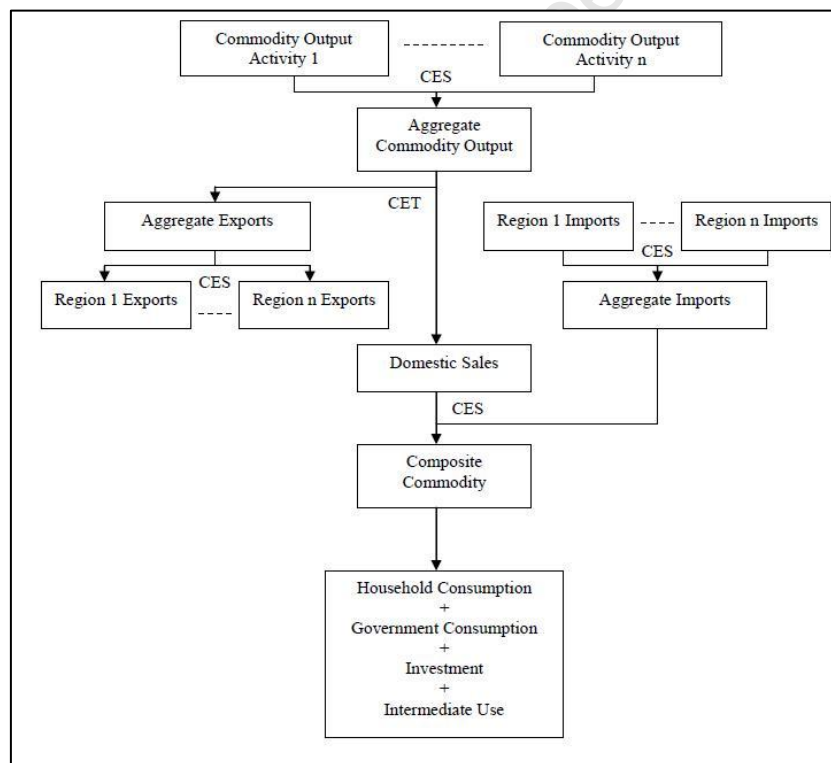 Commodity Output
Activity 1
Commodity Output
Activity n
CES
Aggregate
Commodity Output
CET
Aggregate Exports
Region 1 Imports
Region n Imports
CES
CES
Region 1 Exports
Region n Exports
Aggregate Imports
Domestic Sales
CES
Composite
Commodity
Household Consumption
+
Government Consumption
+
Investment
+
Intermediate Use